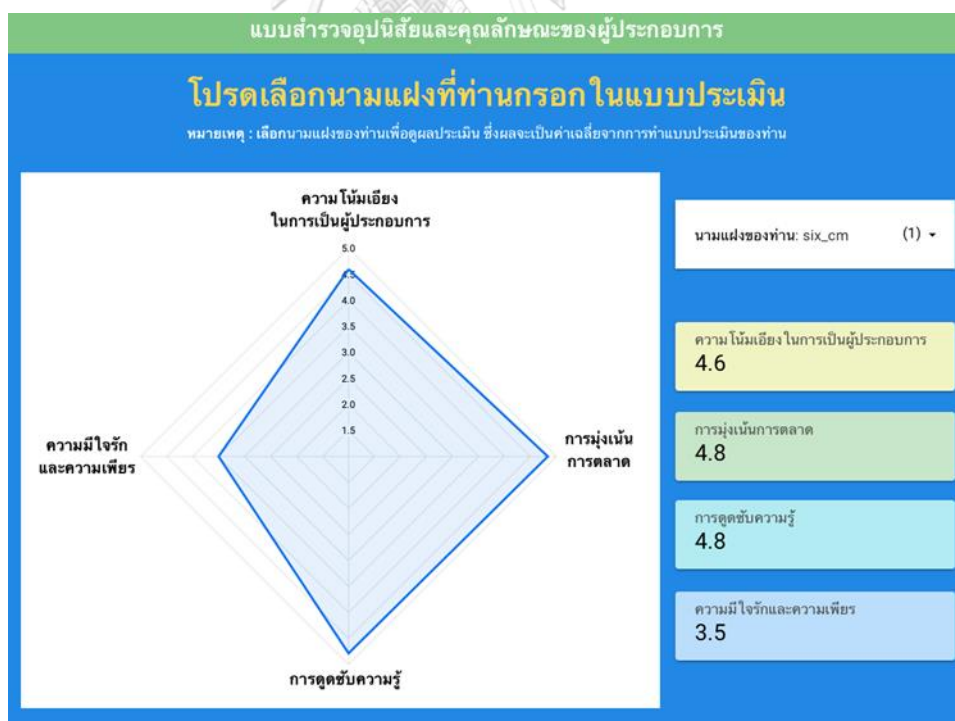 แบบสำรวจอุปนิสัยและคุณลักษณะของผู้ประกอบการ
โปรดเลือกนามแฝงที่ท่านกรอกในแบบประเมิน
หมายเหตุ : เลือกนามแฝงของท่านเพื่อดูผลประเมิน ซึ่งผลจะเป็นค่าเฉลี่ยจากการทำแบบประเมินของท่าน
ความโน้มเอียง
ในการเป็นผู้ประกอบการ
5.0
4.5
4.0
3.5
3.0
2.5
2.0
1.5
ความมีใจรัก
และความเพียร
การมุ่งเน้น
การตลาด
การดูดซับความรู้
นามแฝงของท่าน: six_cm (1)
ความโน้มเอียงในการเป็นผู้ประกอบการ
4.6
การมุ่งเน้นการตลาด
4.8
การดูดซับความรู้
4.8
ความมีใจรักและความเพียร
3.5